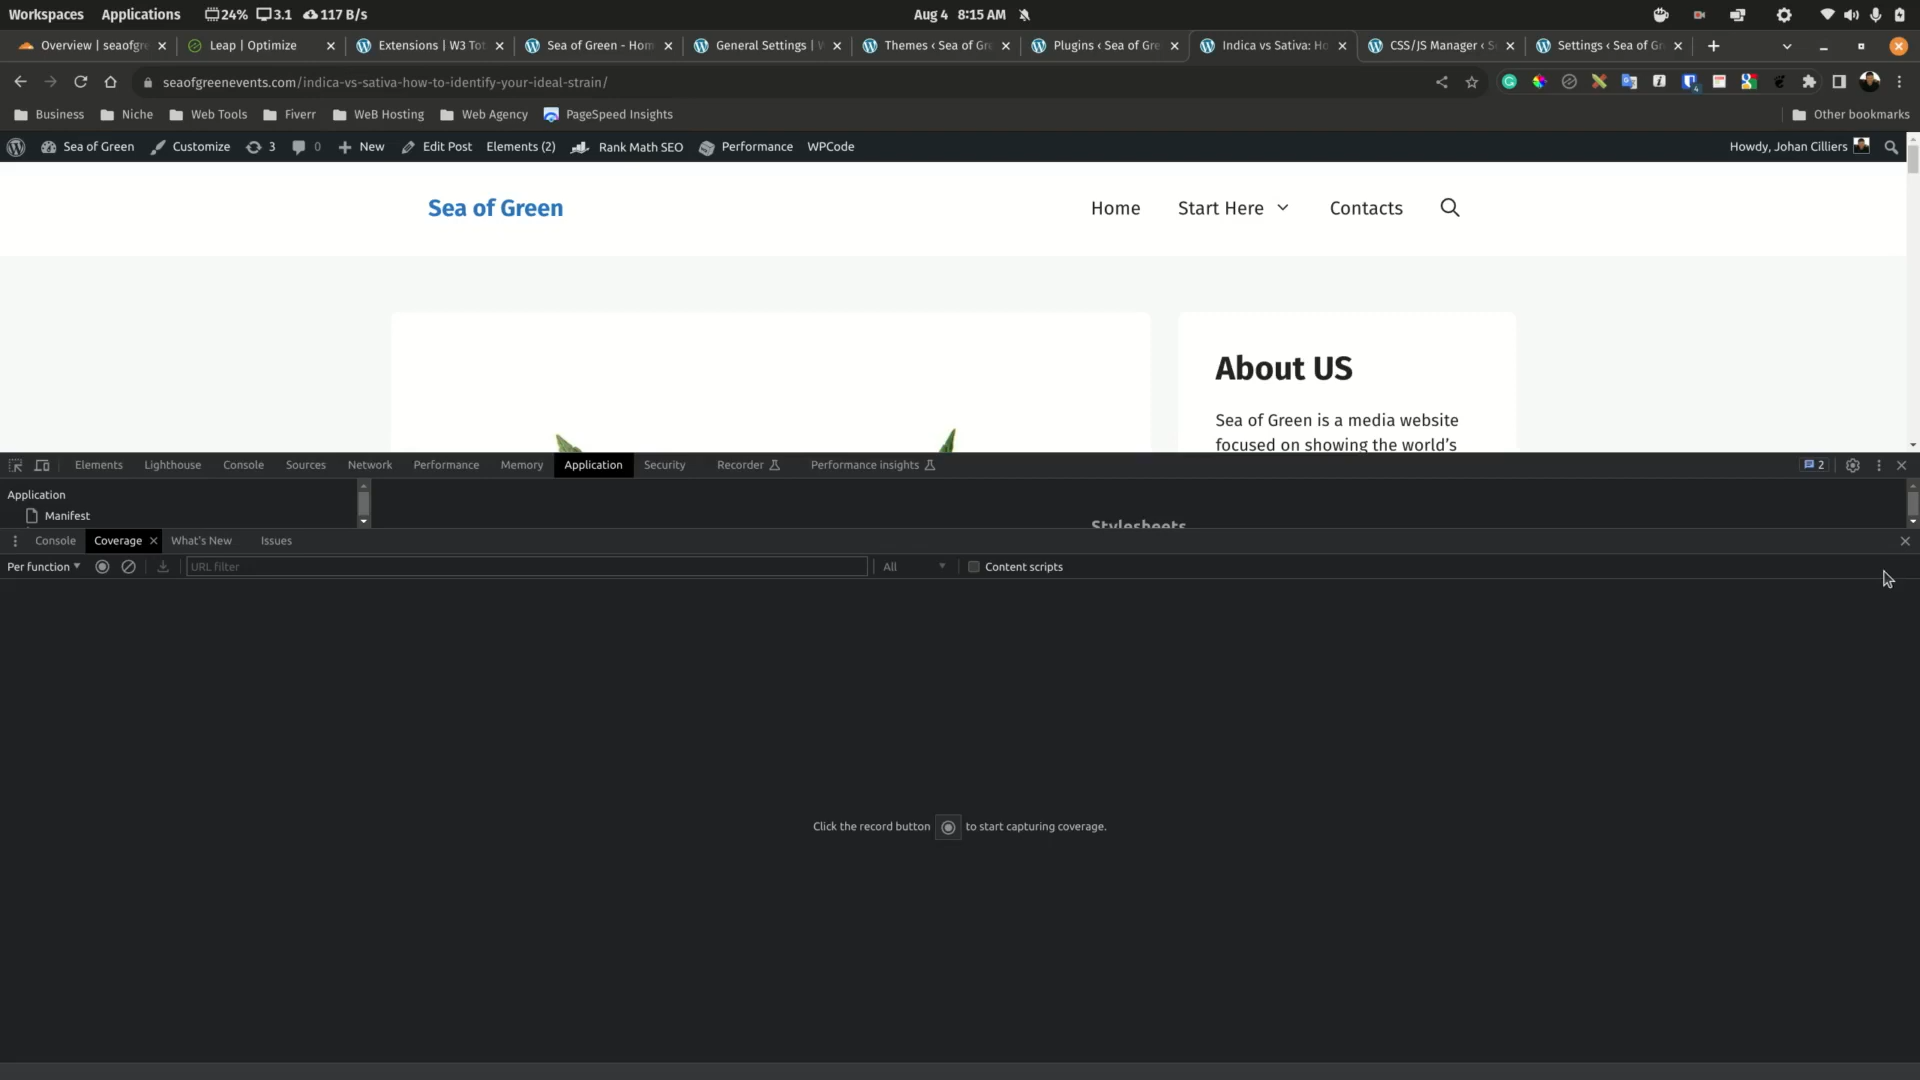 Workspaces Applications 24% 3.1 117 B/s Aug 4 8:15 AM
Overview | seaofgre Leap | Optimize Extensions | W3 Tot Sea of Green - Hom General Settings | W Themes ‹ Sea of Gr Plugins ‹ Sea of Gre Indica vs Sativa: Ho CSS/JS Manager ‹ S Settings ‹ Sea of Gr
seaofgreenevents.com/indica-vs-sativa-how-to-identify-your-ideal-strain/
Business Niche Web Tools Fiverr WeB Hosting Web Agency PageSpeed Insights Other bookmarks
Sea of Green Customize 3 0 New Edit Post Elements (2) Rank Math SEO Performance WPCode Howdy, Johan Cilliers
Sea of Green Home Start Here Contacts
About US
Sea of Green is a media website
focused on showing the world's
Elements Lighthouse Console Sources Network Performance Memory Application Security Recorder Performance insights 2
Application
Manifest
Stylesheets
Console Coverage What's New Issues
Per function URL filter All Content scripts
Click the record button to start capturing coverage.